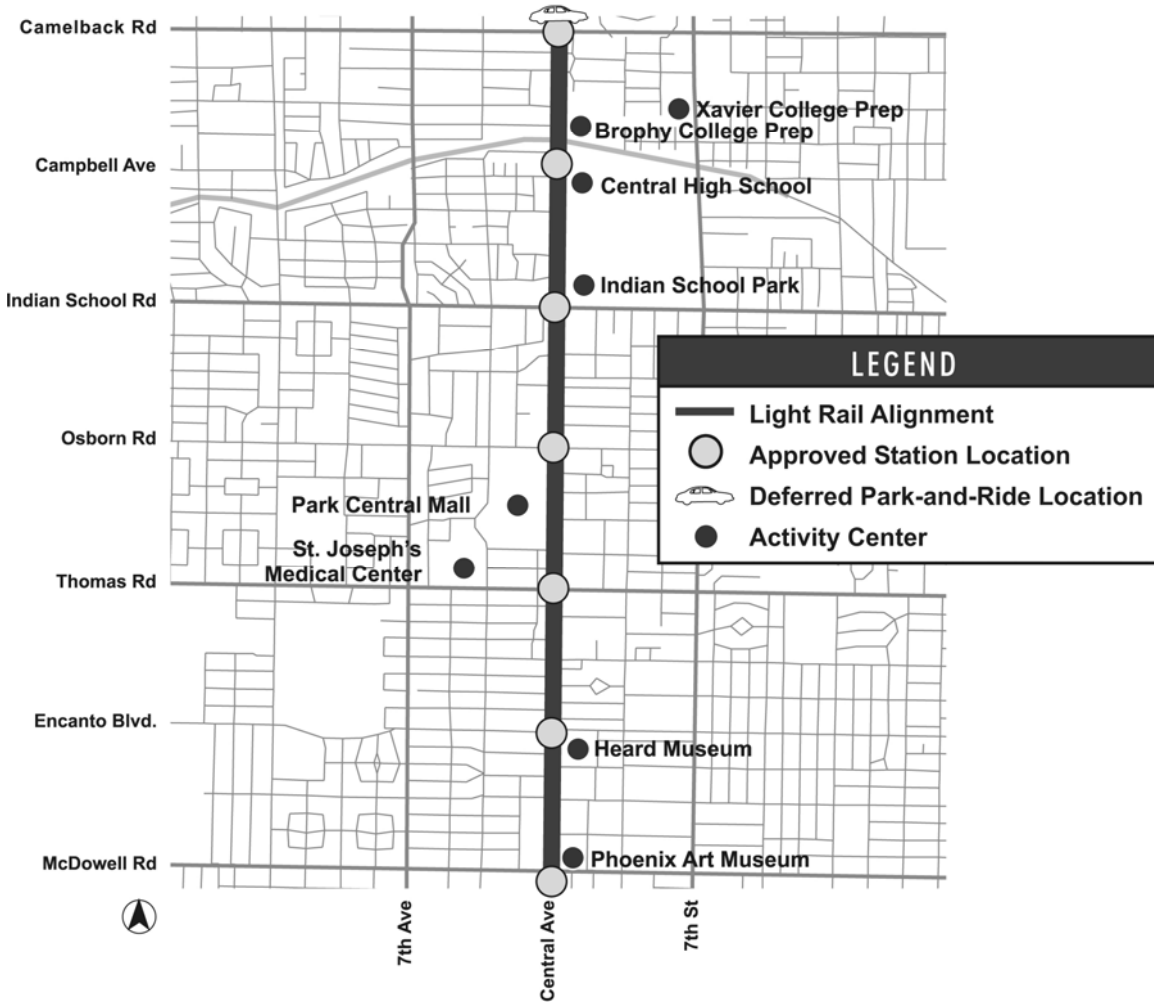 Camelback Rd
Xavier College Prep
Brophy College Prep
Campbell Ave
Central High School
Indian School Park
Indian School Rd
LEGEND
Light Rail Alignment
Approved Station Location
Deferred Park-and-Ride Location
Activity Center
Osborn Rd
Park Central Mall
St. Joseph's
Medical Center
Thomas Rd
Encanto Blvd.
Heard Museum
McDowell Rd
Phoenix Art Museum
7th Ave
Central Ave
7th St